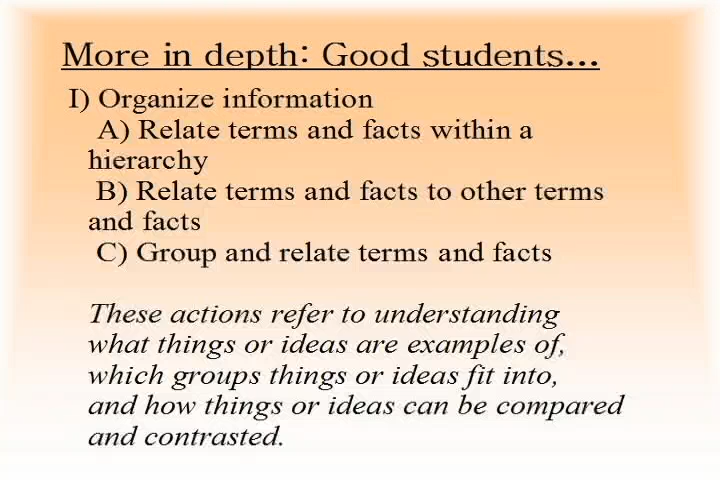 More in depth: Good students...
I) Organize information
A) Relate terms and facts within a
hierarchy
B) Relate terms and facts to other terms
and facts
C) Group and relate terms and facts
These actions refer to understanding
what things or ideas are examples of,
which groups things or ideas fit into,
and how things or ideas can be compared
and contrasted.